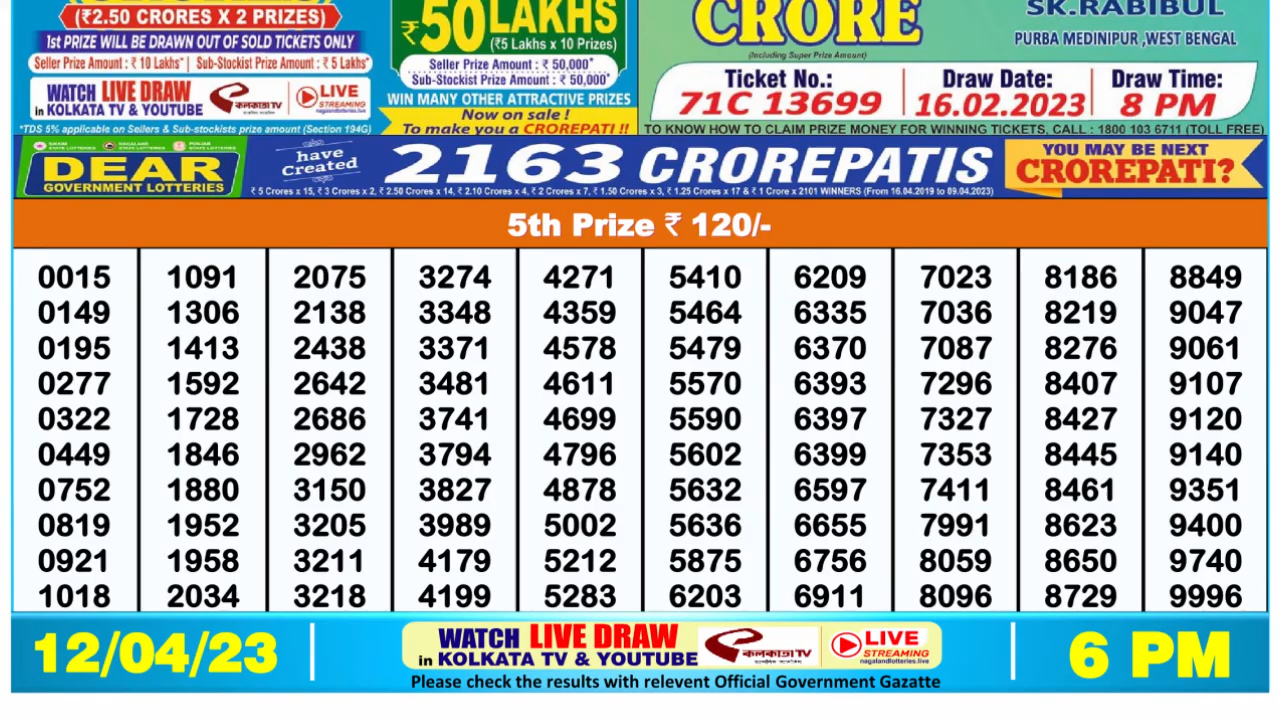 (₹2.50 CRORES X 2 PRIZES)
1st PRIZE WILL BE DRAWN OUT OF SOLD TICKETS ONLY
Seller Prize Amount : ₹ 10 Lakhs* | Sub-Stockist Prize Amount : ₹ 5 Lakhs*
WATCH LIVE DRAW
in KOLKATA TV & YOUTUBE
কলকাতাTV
LIVE
STREAMING
*TDS 5% applicable on Sellers & Sub-stockists prize amount (Section 194G)
₹50 LAKHS
(₹5 Lakhs x 10 Prizes)
Seller Prize Amount : ₹ 50,000*
Sub-Stockist Prize Amount : ₹ 50,000*
WIN MANY OTHER ATTRACTIVE PRIZES
Now on sale !
To make you a CROREPATI !!
CRORE
(Including Super Prize Amount)
SK.RABIBUL
PURBA MEDINIPUR ,WEST BENGAL
Ticket No.: Draw Date: Draw Time:
71C 13699 16.02.2023 8 PM
TO KNOW HOW TO CLAIM PRIZE MONEY FOR WINNING TICKETS, CALL : 1800 103 6711 (TOLL FREE)
DEAR
GOVERNMENT LOTTERIES
have
created
2163 CROREPATIS
₹ 5 Crores x 15, ₹ 3 Crores x 2, ₹ 2.50 Crores x 14, ₹ 2.10 Crores x 4, ₹ 2 Crores x 7, ₹ 1.50 Crores x 3, ₹ 1.25 Crores x 17 & ₹ 1 Crore x 2101 WINNERS (From 16.04.2019 to 09.04.2023)
YOU MAY BE NEXT
CROREPATI?
5th Prize ₹ 120/-
0015 1091 2075 3274 4271 5410 6209 7023 8186 8849
0149 1306 2138 3348 4359 5464 6335 7036 8219 9047
0195 1413 2438 3371 4578 5479 6370 7087 8276 9061
0277 1592 2642 3481 4611 5570 6393 7296 8407 9107
0322 1728 2686 3741 4699 5590 6397 7327 8427 9120
0449 1846 2962 3794 4796 5602 6399 7353 8445 9140
0752 1880 3150 3827 4878 5632 6597 7411 8461 9351
0819 1952 3205 3989 5002 5636 6655 7991 8623 9400
0921 1958 3211 4179 5212 5875 6756 8059 8650 9740
1018 2034 3218 4199 5283 6203 6911 8096 8729 9996
12/04/23
WATCH LIVE DRAW
in KOLKATA TV & YOUTUBE
কলকাতাTV
LIVE
STREAMING
nagalandlotteries.live
Please check the results with relevent Official Government Gazatte
6 PM